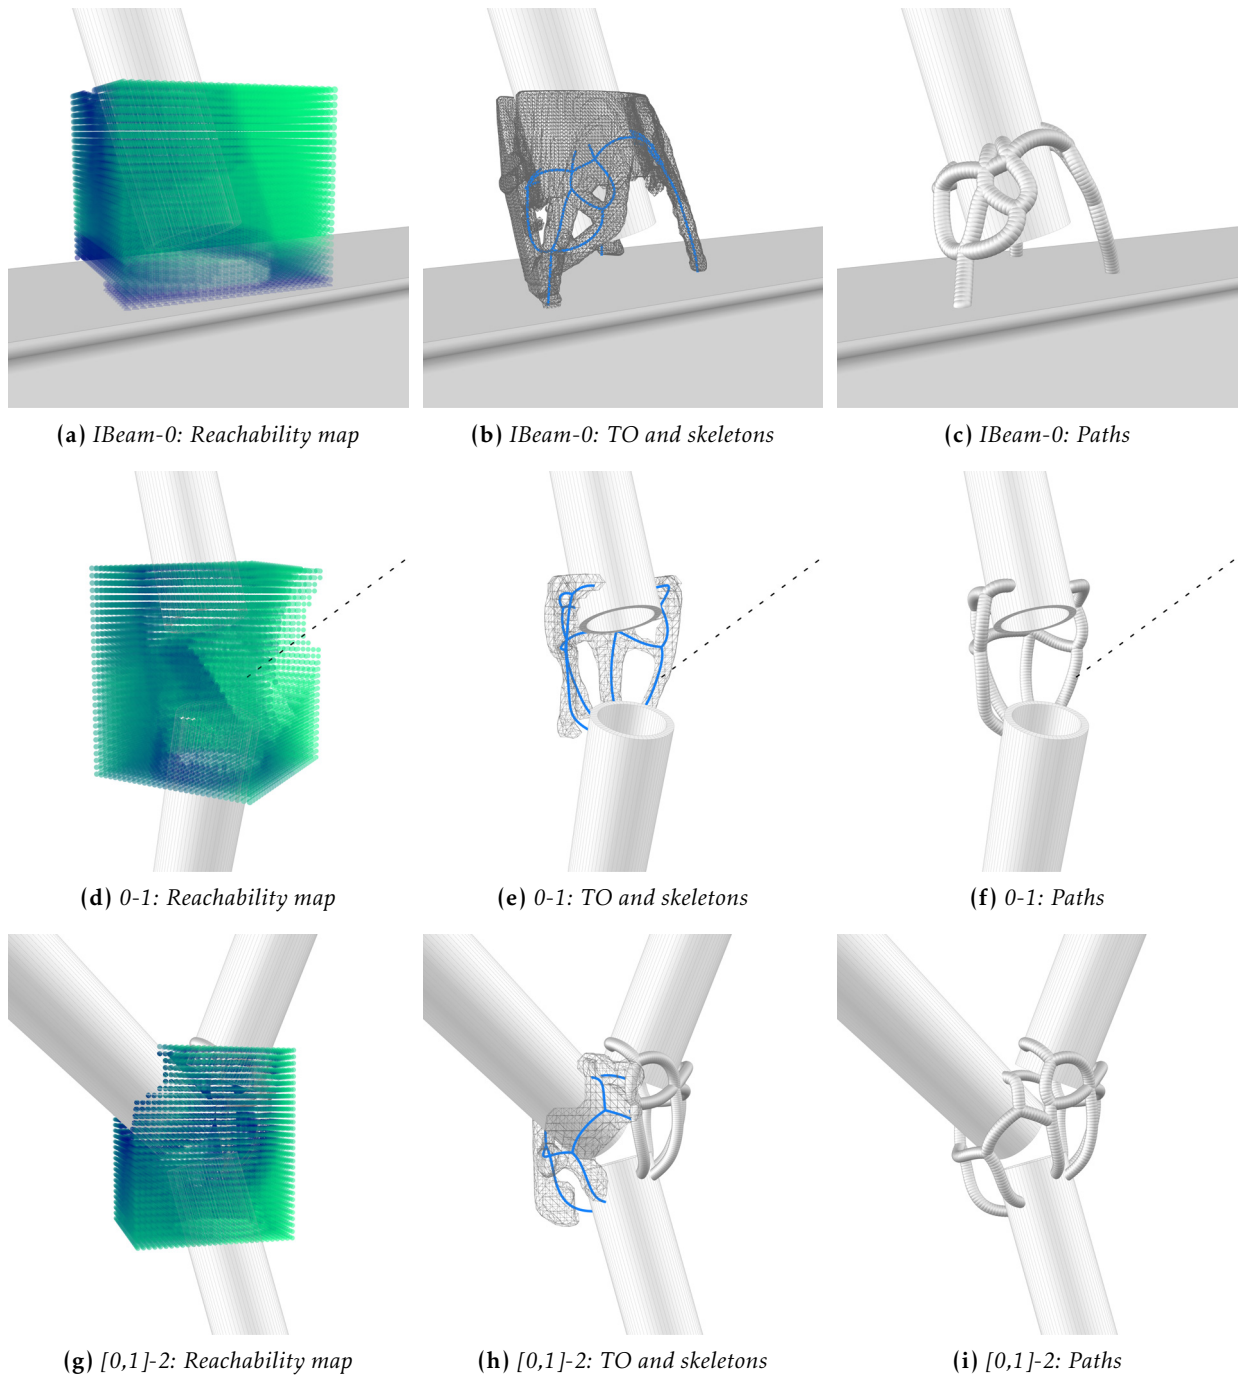 (a) IBeam-0: Reachability map
(b) IBeam-0: TO and skeletons
(c) IBeam-0: Paths
(d) 0-1: Reachability map
(e) 0-1: TO and skeletons
(f) 0-1: Paths
(g) [0,1]-2: Reachability map
(h) [0,1]-2: TO and skeletons
(i) [0,1]-2: Paths